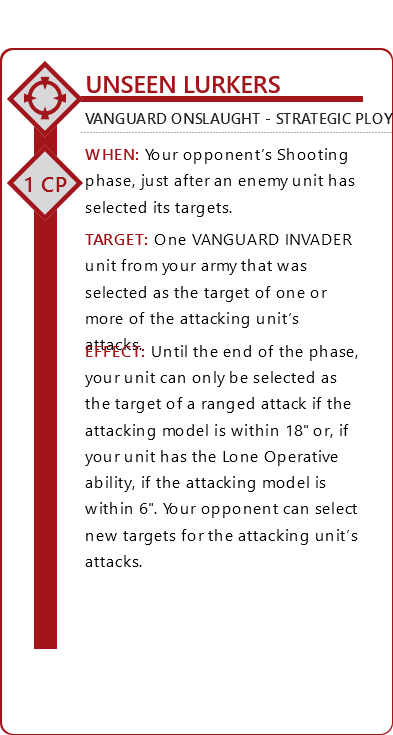 UNSEEN LURKERS
VANGUARD ONSLAUGHT - STRATEGIC PLOY
1 CP
WHEN: Your opponent's Shooting
phase, just after an enemy unit has
selected its targets.
TARGET: One VANGUARD INVADER
unit from your army that was
selected as the target of one or
more of the attacking unit's
attacks.
EFFECT: Until the end of the phase,
your unit can only be selected as
the target of a ranged attack if the
attacking model is within 18" or, if
your unit has the Lone Operative
ability, if the attacking model is
within 6". Your opponent can select
new targets for the attacking unit's
attacks.